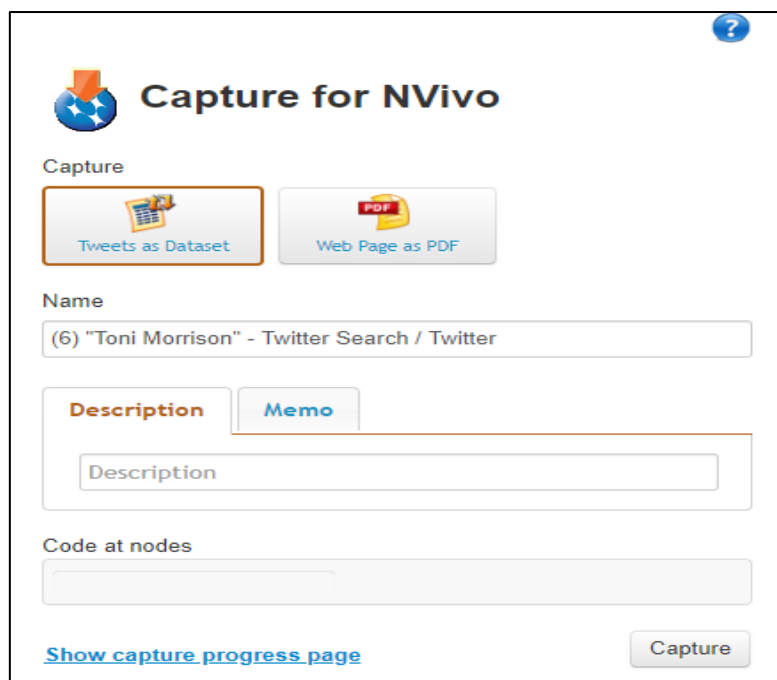 ?
Capture for NVivo
Capture
Tweets as Dataset
PDF
Web Page as PDF
Name
(6) "Toni Morrison" - Twitter Search / Twitter
Description
Memo
Description
Code at nodes
Show capture progress page
Capture